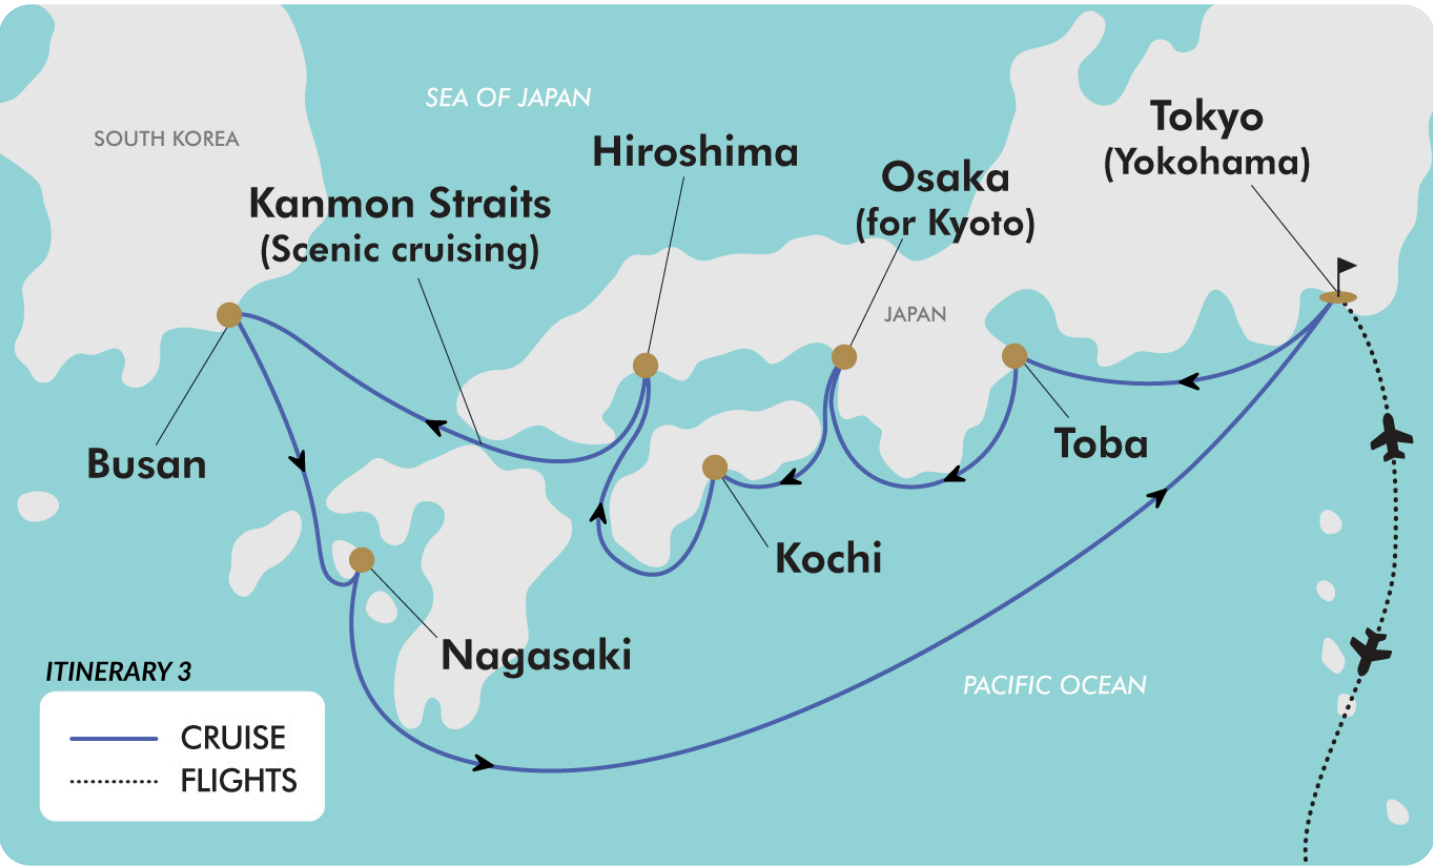 SEA OF JAPAN
SOUTH KOREA
Tokyo
(Yokohama)
Hiroshima
Osaka
(for Kyoto)
Kanmon Straits
(Scenic cruising)
JAPAN
Busan
Toba
Kochi
Nagasaki
PACIFIC OCEAN
ITINERARY 3
CRUISE
FLIGHTS